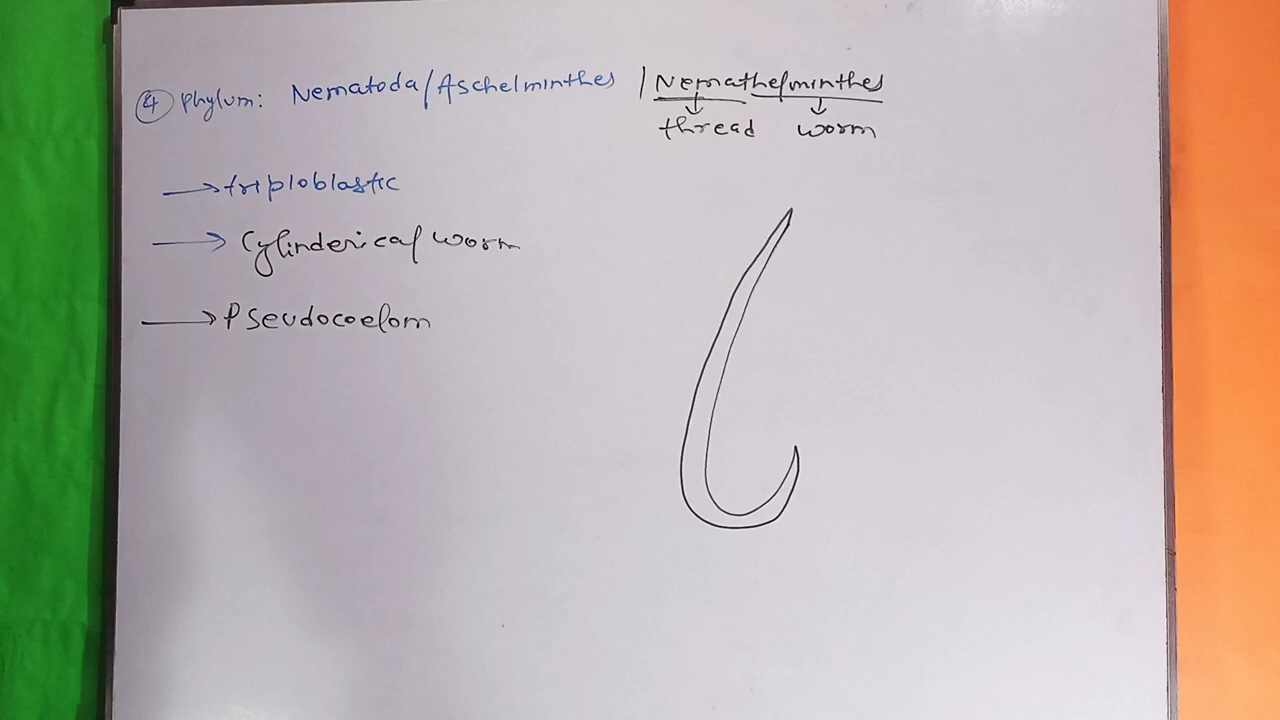 ④ Phylum: Nematoda/Aschelminthes / Nemathelminthes
↓ ↓
thread worm
→ triploblastic
→ Cylinderical worm
→ Pseudocoelom